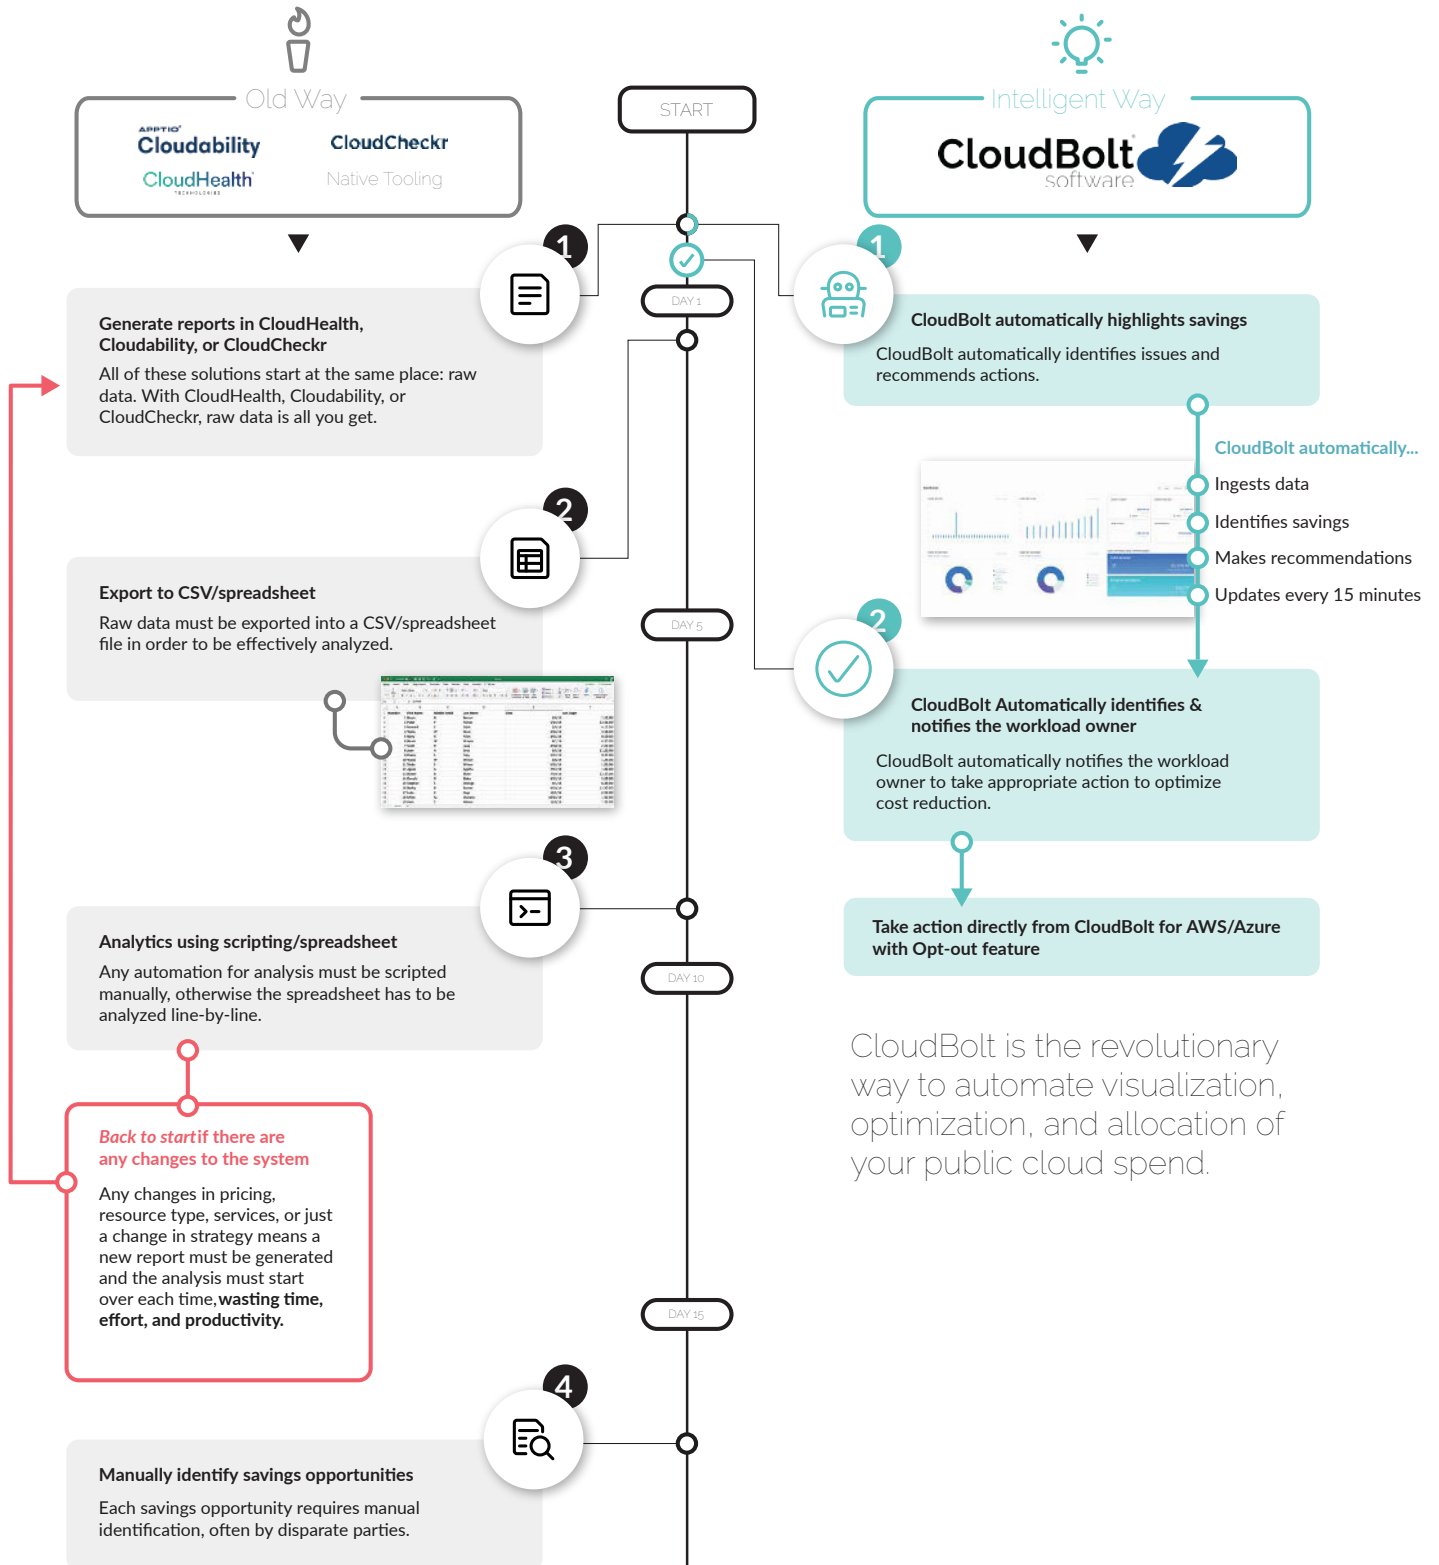 Old Way
APPTIO
Cloudability
CloudCheckr
CloudHealth
TECHNOLOGIES
Native Tooling
START
Intelligent Way
CloudBolt
software
1
Generate reports in CloudHealth,
Cloudability, or CloudCheckr
All of these solutions start at the same place: raw
data. With CloudHealth, Cloudability, or
CloudCheckr, raw data is all you get.
DAY 1
1
CloudBolt automatically highlights savings
CloudBolt automatically identifies issues and
recommends actions.
CloudBolt automatically...
Ingests data
Identifies savings
Makes recommendations
Updates every 15 minutes
2
Export to CSV/spreadsheet
Raw data must be exported into a CSV/spreadsheet
file in order to be effectively analyzed.
DAY 5
2
CloudBolt Automatically identifies &
notifies the workload owner
CloudBolt automatically notifies the workload
owner to take appropriate action to optimize
cost reduction.
Take action directly from CloudBolt for AWS/Azure
with Opt-out feature
3
Analytics using scripting/spreadsheet
Any automation for analysis must be scripted
manually, otherwise the spreadsheet has to be
analyzed line-by-line.
DAY 10
CloudBolt is the revolutionary
way to automate visualization,
optimization, and allocation of
your public cloud spend.
Back to start if there are
any changes to the system
Any changes in pricing,
resource type, services, or just
a change in strategy means a
new report must be generated
and the analysis must start
over each time, wasting time,
effort, and productivity.
DAY 15
4
Manually identify savings opportunities
Each savings opportunity requires manual
identification, often by disparate parties.